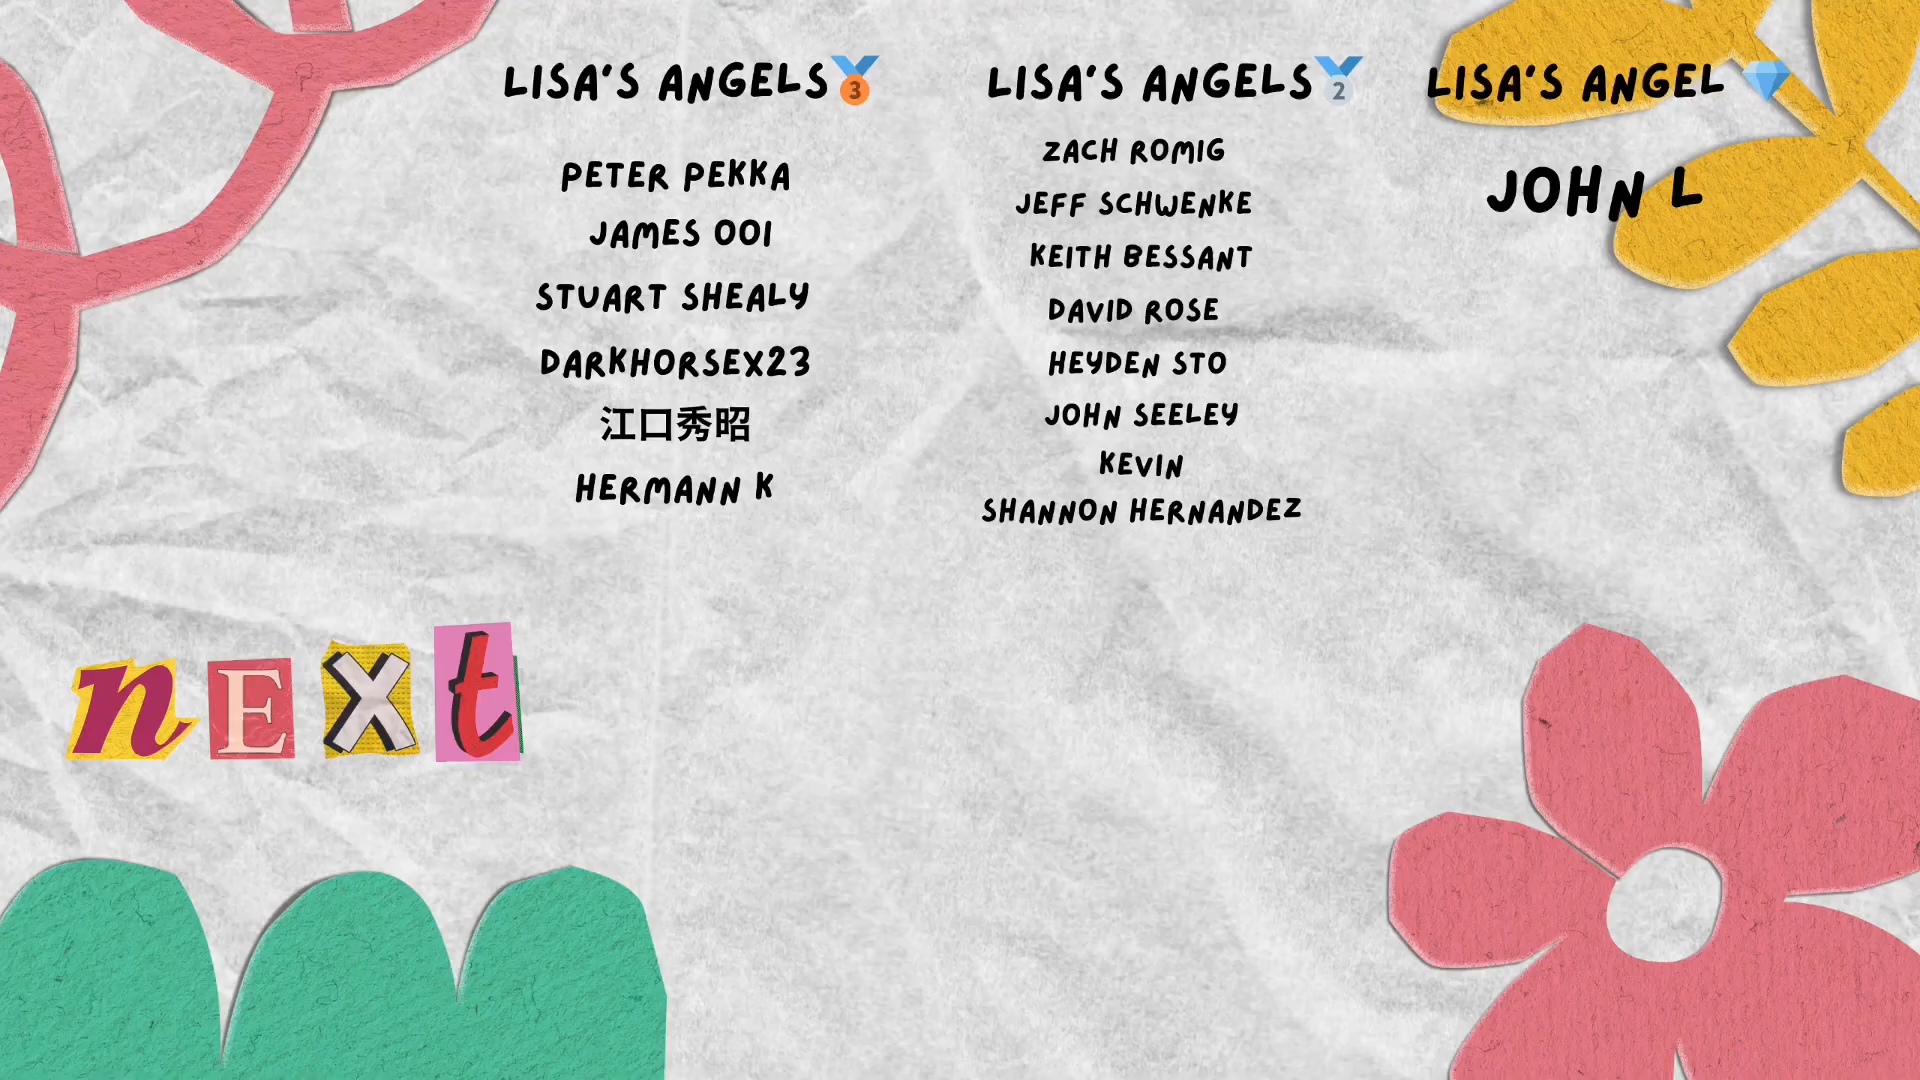 LISA'S ANGELS🥉
PETER PEKKA
JAMES OOI
STUART SHEALY
DARKHORSEX23
江口秀昭
HERMANN K
LISA'S ANGELS🥈
ZACH ROMIG
JEFF SCHWENKE
KEITH BESSANT
DAVID ROSE
HEYDEN STO
JOHN SEELEY
KEVIN
SHANNON HERNANDEZ
LISA'S ANGEL 💎
JOHN L
nExt